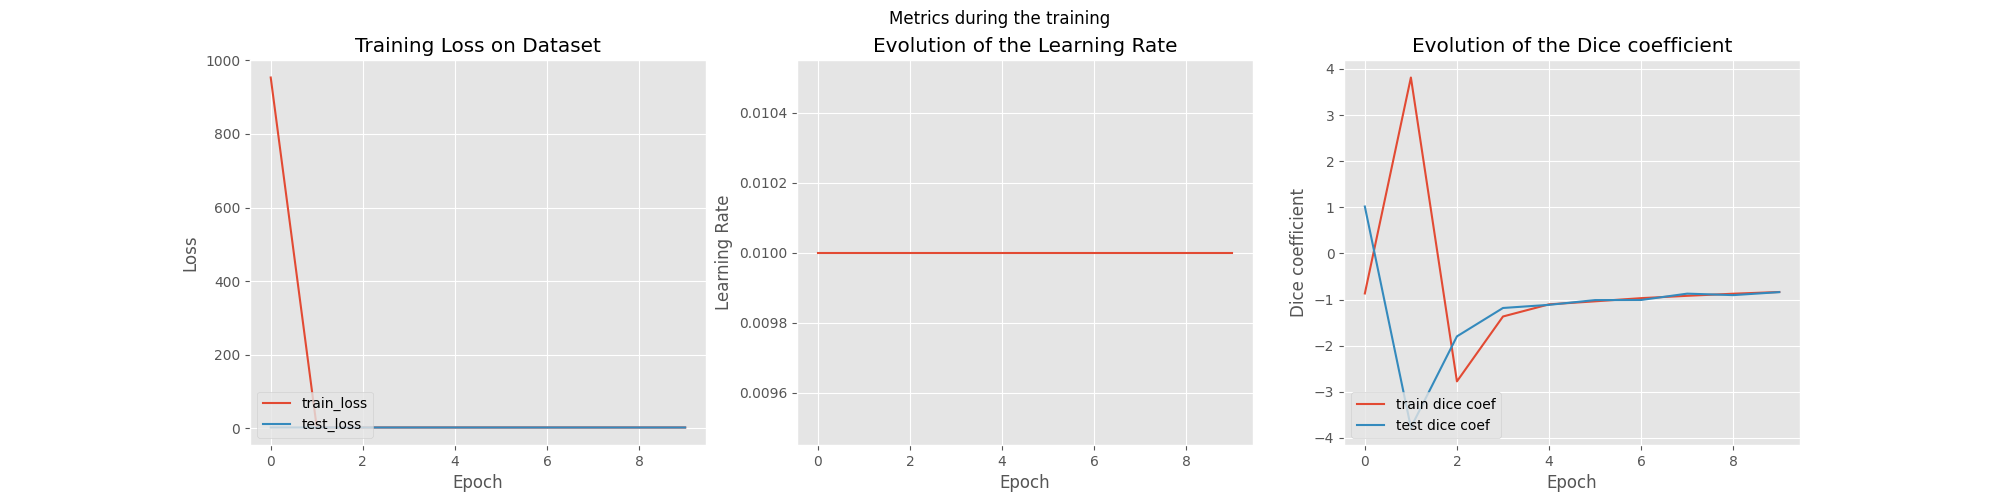 Metrics during the training
Training Loss on Dataset
1000
800
600
400
200
0
Loss
train_loss
test_loss
0 2 4 6 8
Epoch
Evolution of the Learning Rate
0.0104
0.0102
0.0100
0.0098
0.0096
Learning Rate
0 2 4 6 8
Epoch
Evolution of the Dice coefficient
4
3
2
1
0
−1
−2
−3
−4
Dice coefficient
train dice coef
test dice coef
0 2 4 6 8
Epoch